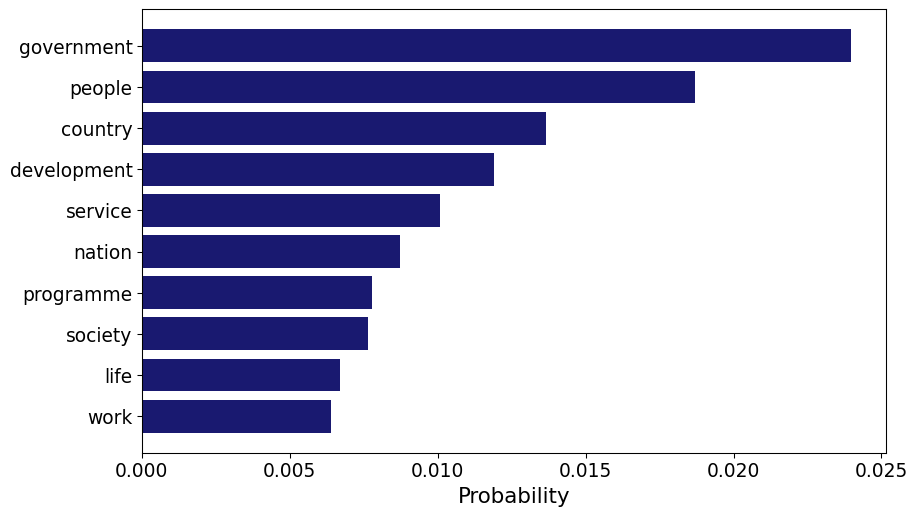 government
people
country
development
service
nation
programme
society
life
work
0.000 0.005 0.010 0.015 0.020 0.025
Probability